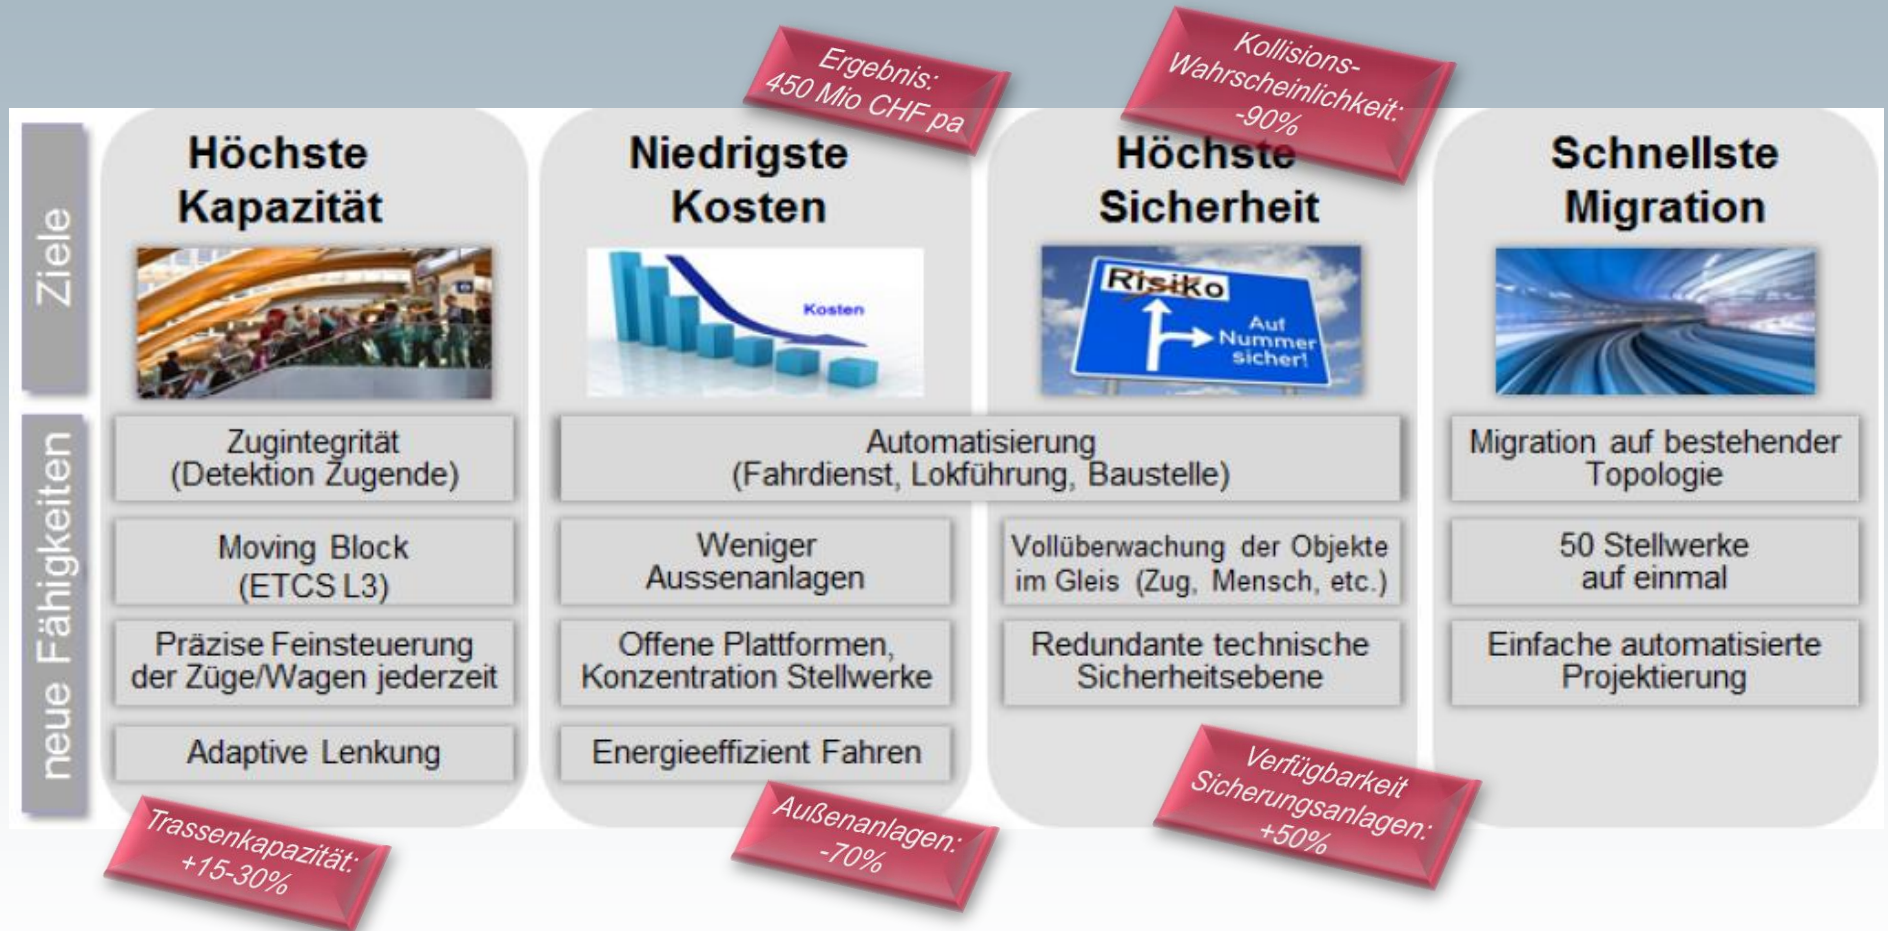 Ergebnis:
450 Mio CHF pa
Kollisions-
Wahrscheinlichkeit:
-90%
Ziele
Höchste
Kapazität
Niedrigste
Kosten
Kosten
Höchste
Sicherheit
Risiko
Auf
Nummer
sicher!
Schnellste
Migration
neue Fähigkeiten
Zugintegrität
(Detektion Zugende)
Automatisierung
(Fahrdienst, Lokführung, Baustelle)
Migration auf bestehender
Topologie
Moving Block
(ETCS L3)
Weniger
Aussenanlagen
Vollüberwachung der Objekte
im Gleis (Zug, Mensch, etc.)
50 Stellwerke
auf einmal
Präzise Feinsteuerung
der Züge/Wagen jederzeit
Offene Plattformen,
Konzentration Stellwerke
Redundante technische
Sicherheitsebene
Einfache automatisierte
Projektierung
Adaptive Lenkung
Energieeffizient Fahren
Trassenkapazität:
+15-30%
Außenanlagen:
-70%
Verfügbarkeit
Sicherungsanlagen:
+50%